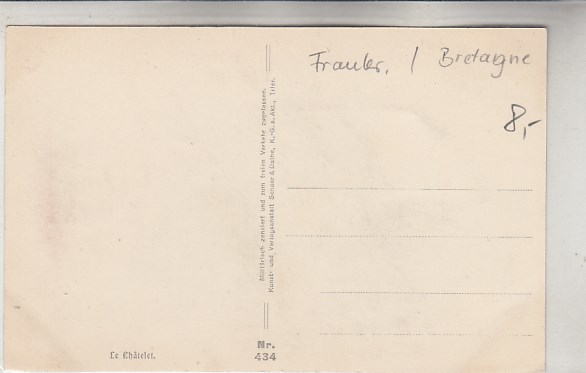 Frankr. / Bretaigne
8,-
Militärisch zensiert und zum freien Verkehr zugelassen.
Kunst- und Verlagsanstalt Schaar & Dathe, K.-G. a. Akt., Trier.
Le Châtelet.
Nr.
434